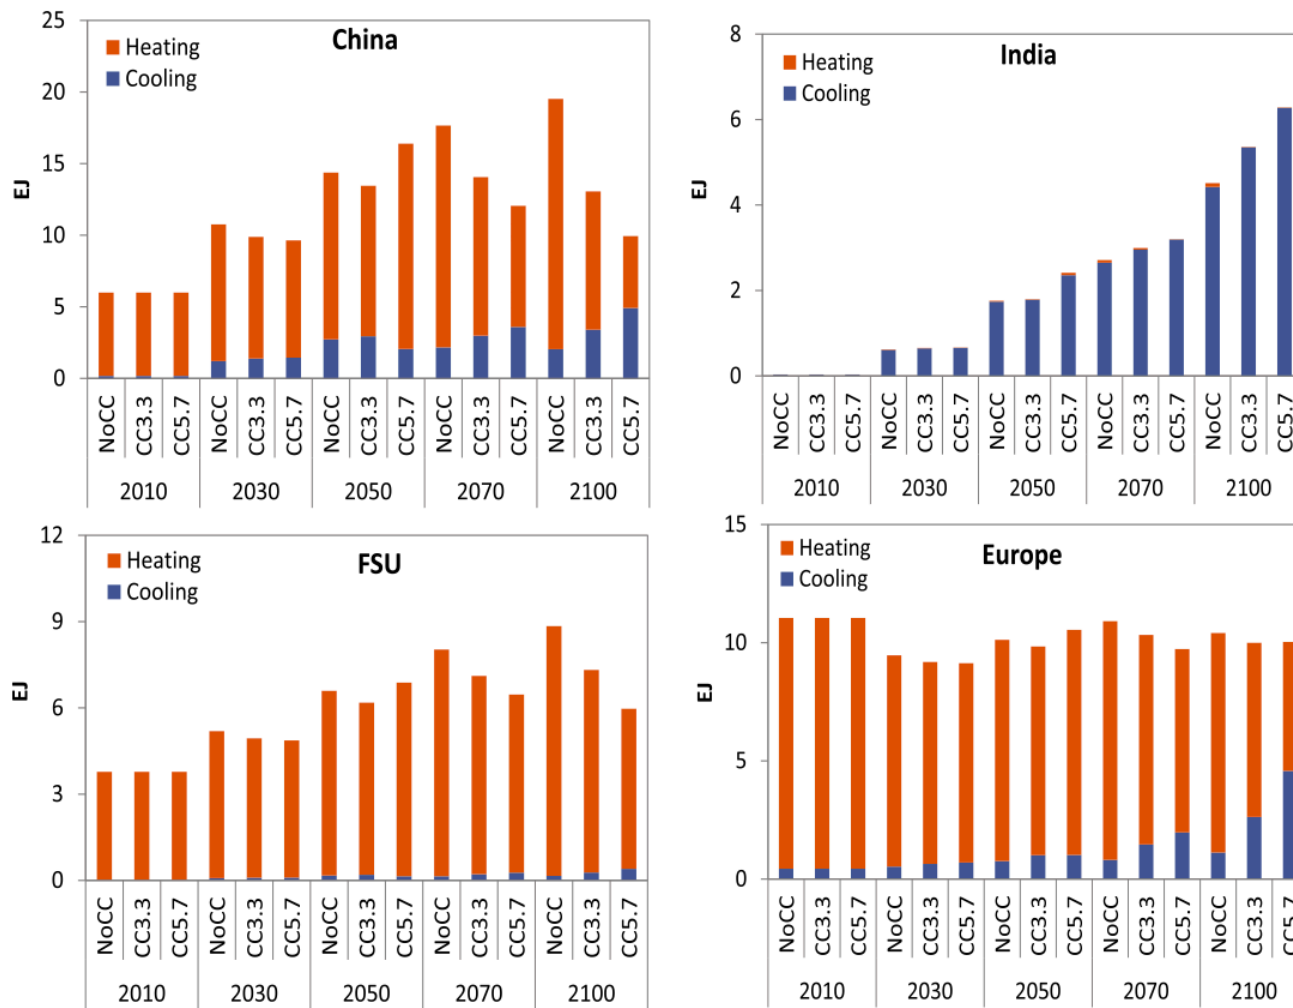 China
Heating
Cooling
EJ
25
20
15
10
5
0
NoCC CC3.3 CC5.7 NoCC CC3.3 CC5.7 NoCC CC3.3 CC5.7 NoCC CC3.3 CC5.7 NoCC CC3.3 CC5.7
2010 2030 2050 2070 2100
India
Heating
Cooling
EJ
8
6
4
2
0
NoCC CC3.3 CC5.7 NoCC CC3.3 CC5.7 NoCC CC3.3 CC5.7 NoCC CC3.3 CC5.7 NoCC CC3.3 CC5.7
2010 2030 2050 2070 2100
FSU
Heating
Cooling
EJ
12
9
6
3
0
NoCC CC3.3 CC5.7 NoCC CC3.3 CC5.7 NoCC CC3.3 CC5.7 NoCC CC3.3 CC5.7 NoCC CC3.3 CC5.7
2010 2030 2050 2070 2100
Europe
Heating
Cooling
EJ
15
10
5
0
NoCC CC3.3 CC5.7 NoCC CC3.3 CC5.7 NoCC CC3.3 CC5.7 NoCC CC3.3 CC5.7 NoCC CC3.3 CC5.7
2010 2030 2050 2070 2100